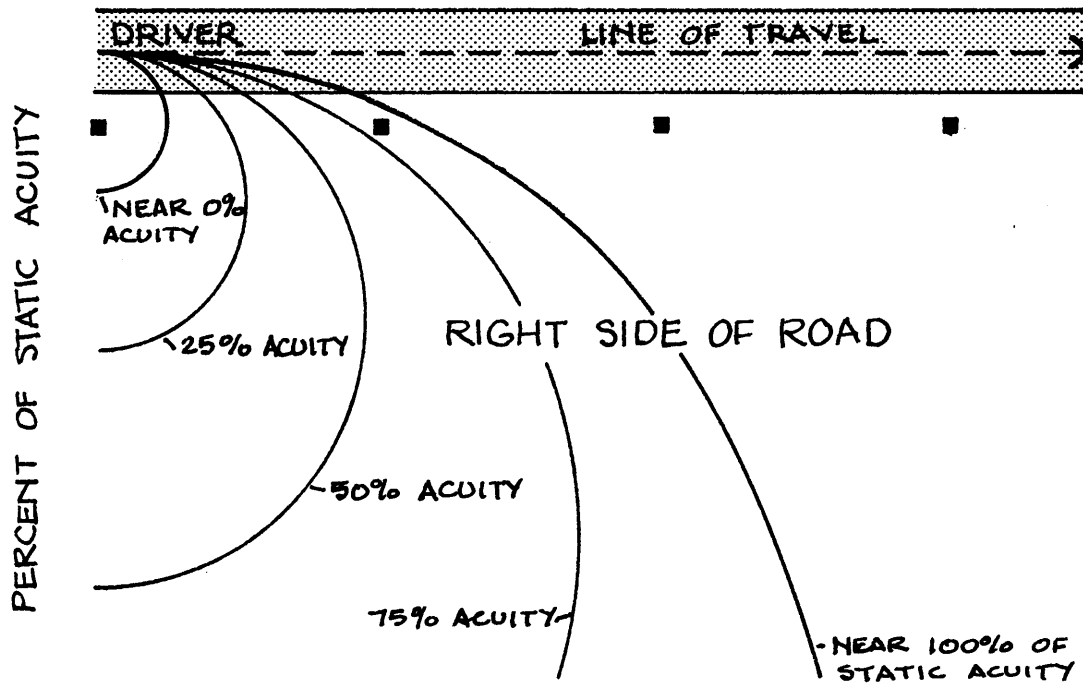 DRIVER
LINE OF TRAVEL
PERCENT OF STATIC ACUITY
NEAR 0%
ACUITY
25% ACUITY
RIGHT SIDE OF ROAD
50% ACUITY
75% ACUITY
NEAR 100% OF
STATIC ACUITY